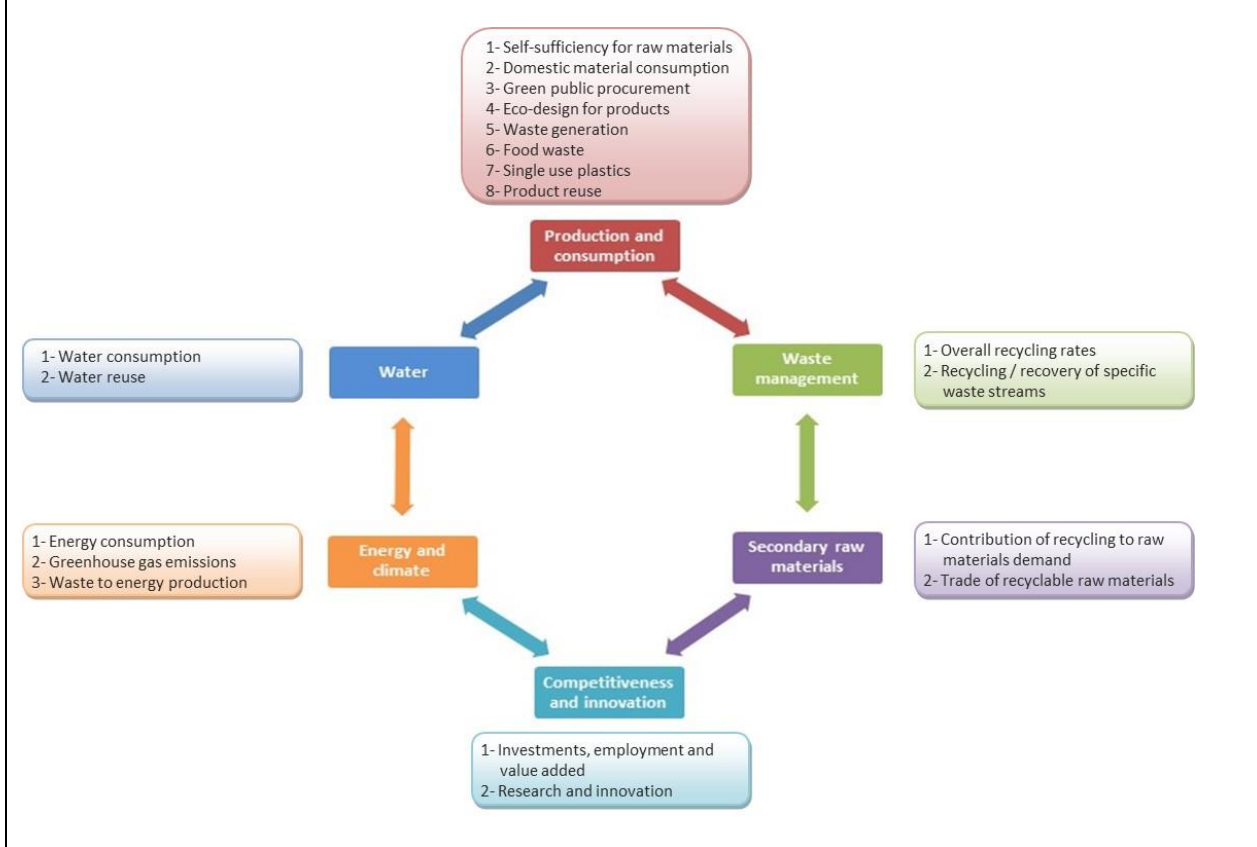 1- Self-sufficiency for raw materials
2- Domestic material consumption
3- Green public procurement
4- Eco-design for products
5- Waste generation
6- Food waste
7- Single use plastics
8- Product reuse
Production and
consumption
1- Water consumption
2- Water reuse
Water
Waste
management
1- Overall recycling rates
2- Recycling / recovery of specific
waste streams
1- Energy consumption
2- Greenhouse gas emissions
3- Waste to energy production
Energy and
climate
Secondary raw
materials
1- Contribution of recycling to raw
materials demand
2- Trade of recyclable raw materials
Competitiveness
and innovation
1- Investments, employment and
value added
2- Research and innovation